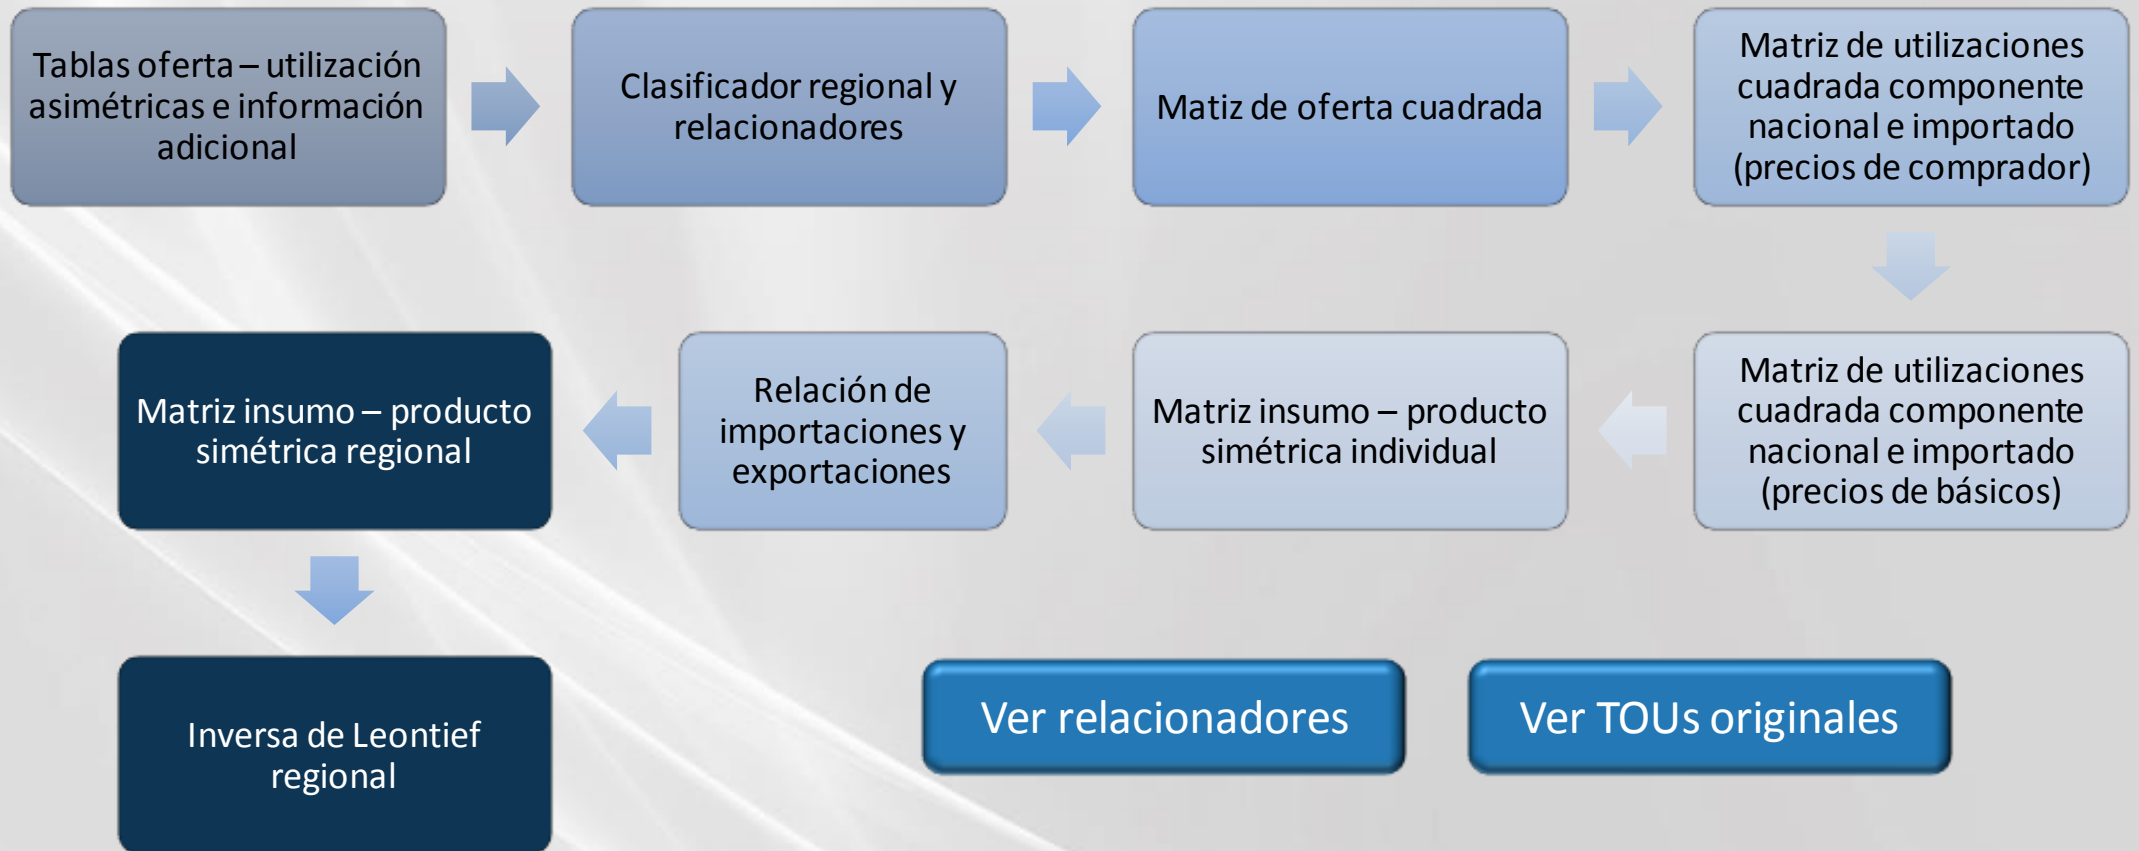 Tablas oferta – utilización
asimétricas e información
adicional
Clasificador regional y
relacionadores
Matiz de oferta cuadrada
Matriz de utilizaciones
cuadrada componente
nacional e importado
(precios de comprador)
Matriz insumo – producto
simétrica regional
Relación de
importaciones y
exportaciones
Matriz insumo – producto
simétrica individual
Matriz de utilizaciones
cuadrada componente
nacional e importado
(precios de básicos)
Inversa de Leontief
regional
Ver relacionadores
Ver TOUs originales